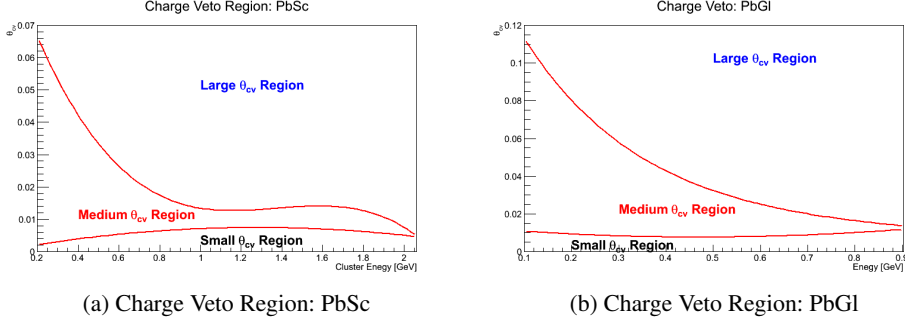 Charge Veto Region: PbSc
θcv
0.07
0.06
0.05
0.04
0.03
0.02
0.01
0
Large θcv Region
Medium θcv Region
Small θcv Region
0.2 0.4 0.6 0.8 1 1.2 1.4 1.6 1.8 2
Cluster Enegy [GeV]
(a) Charge Veto Region: PbSc
Charge Veto: PbGl
θcv
0.12
0.1
0.08
0.06
0.04
0.02
0
Large θcv Region
Medium θcv Region
Small θcv Region
0.1 0.2 0.3 0.4 0.5 0.6 0.7 0.8 0.9
Enegy [GeV]
(b) Charge Veto Region: PbGl